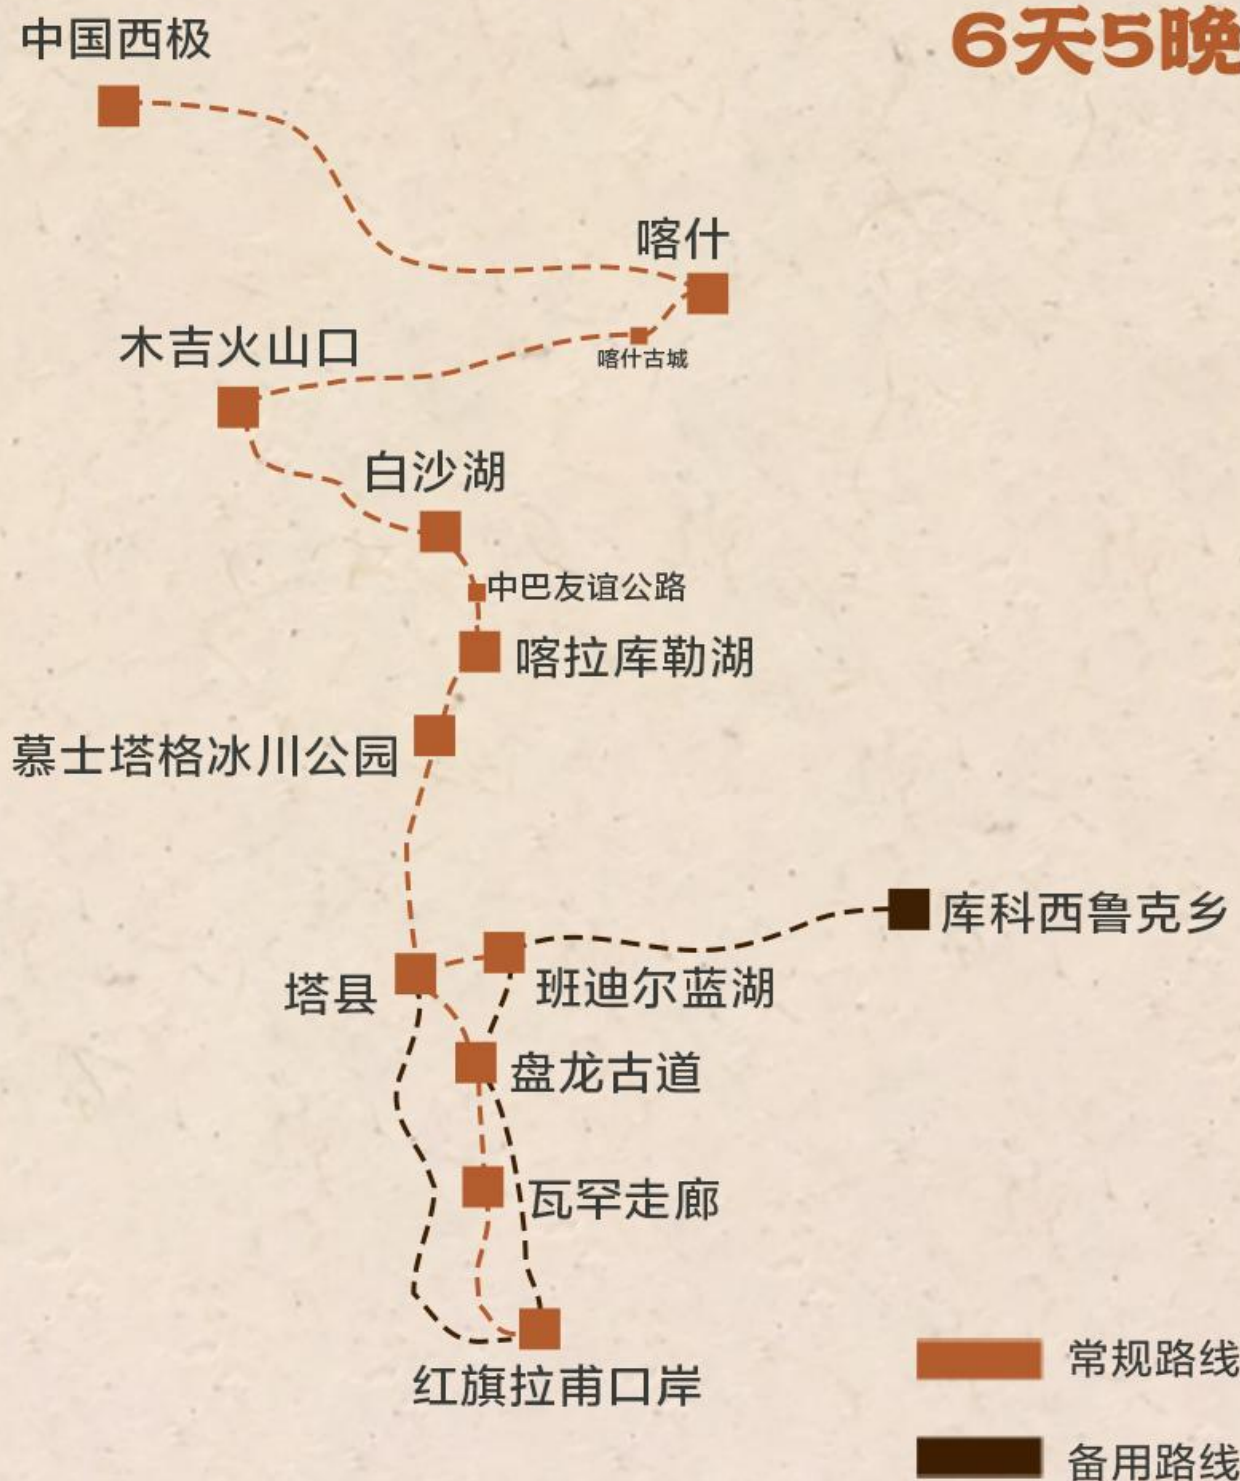 中国西极
6天5晚
喀什
木吉火山口
喀什古城
白沙湖
中巴友谊公路
喀拉库勒湖
慕士塔格冰川公园
库科西鲁克乡
塔县
班迪尔蓝湖
盘龙古道
瓦罕走廊
红旗拉甫口岸
常规路线
备用路线